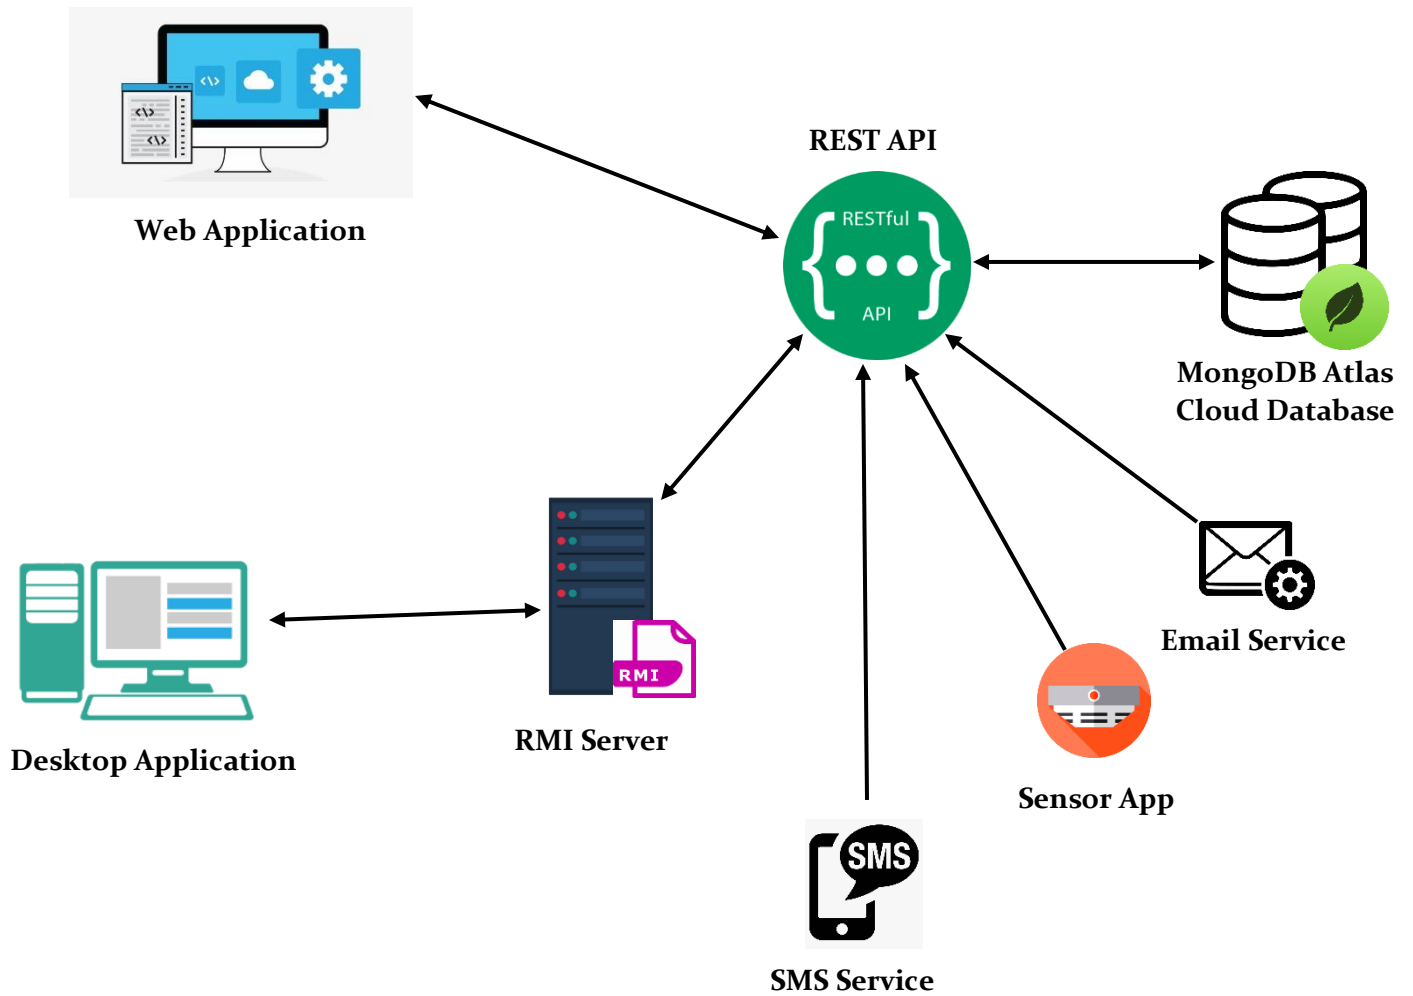 REST API
RESTful
API
<\>
<\>
<\>
Web Application
MongoDB Atlas
Cloud Database
Email Service
RMI
RMI Server
Desktop Application
Sensor App
SMS
SMS Service